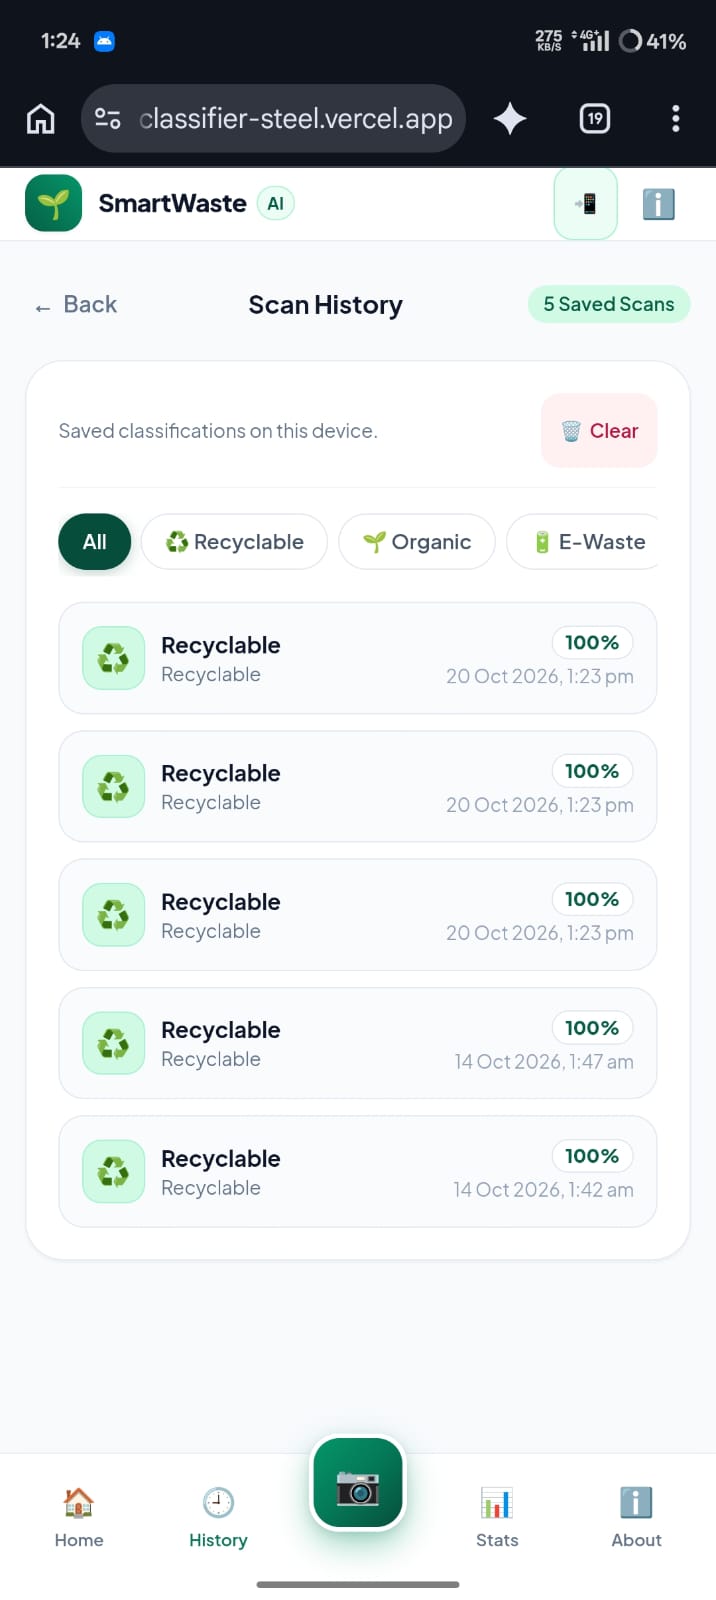 1:24
275 KB/S 4G+ 41%
classifier-steel.vercel.app
19
SmartWaste AI
← Back
Scan History
5 Saved Scans
Saved classifications on this device.
Clear
All
Recyclable
Organic
E-Waste
Recyclable
100%
Recyclable
20 Oct 2026, 1:23 pm
Recyclable
100%
Recyclable
20 Oct 2026, 1:23 pm
Recyclable
100%
Recyclable
20 Oct 2026, 1:23 pm
Recyclable
100%
Recyclable
14 Oct 2026, 1:47 am
Recyclable
100%
Recyclable
14 Oct 2026, 1:42 am
Home
History
Stats
About